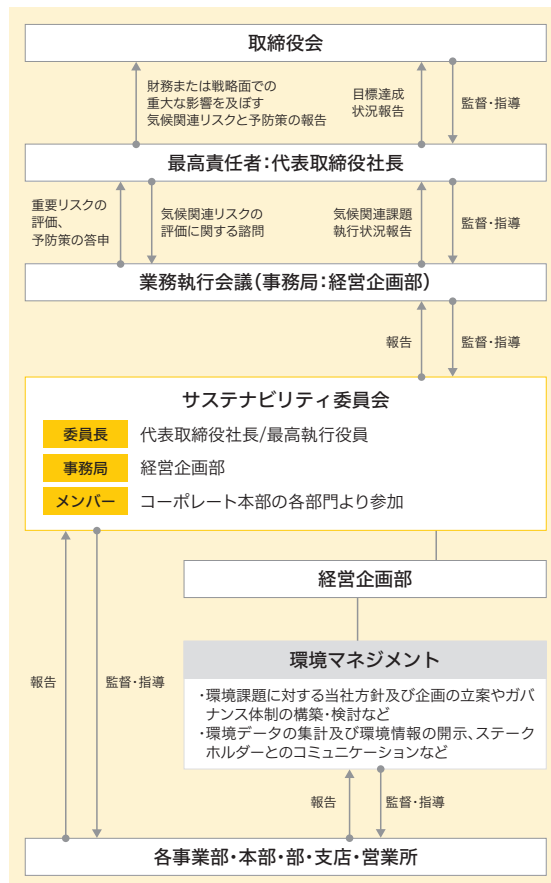 取締役会
財務または戦略面での
重大な影響を及ぼす
気候関連リスクと予防策の報告
目標達成
状況報告
監督・指導
最高責任者：代表取締役社長
重要リスクの
評価、
予防策の答申
気候関連リスクの
評価に関する諮問
気候関連課題
執行状況報告
監督・指導
業務執行会議（事務局：経営企画部）
報告
監督・指導
サステナビリティ委員会
委員長 代表取締役社長/最高執行役員
事務局 経営企画部
メンバー コーポレート本部の各部門より参加
経営企画部
環境マネジメント
・環境課題に対する当社方針及び企画の立案やガバ
ナンス体制の構築・検討など
・環境データの集計及び環境情報の開示、ステーク
ホルダーとのコミュニケーションなど
報告
監督・指導
報告
監督・指導
各事業部・本部・部・支店・営業所